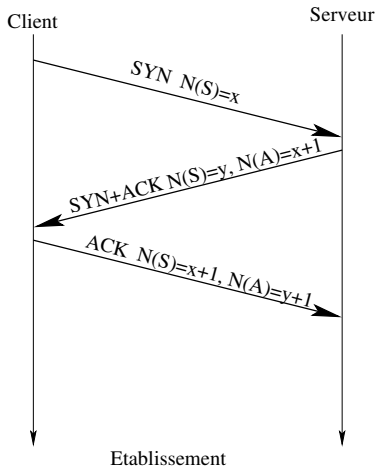 Client
Serveur
SYN N(S)=x
SYN+ACK N(S)=y, N(A)=x+1
ACK N(S)=x+1, N(A)=y+1
Etablissement